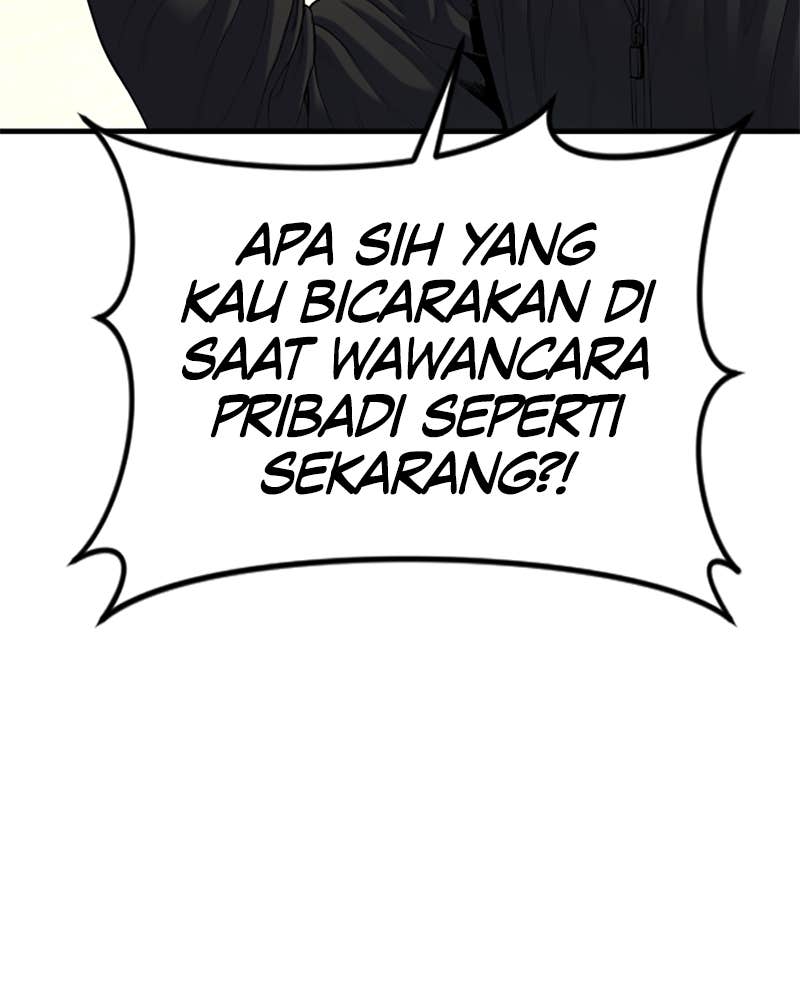 APA SIH YANG
KAU BICARAKAN DI
SAAT WAWANCARA
PRIBADI SEPERTI
SEKARANG?!